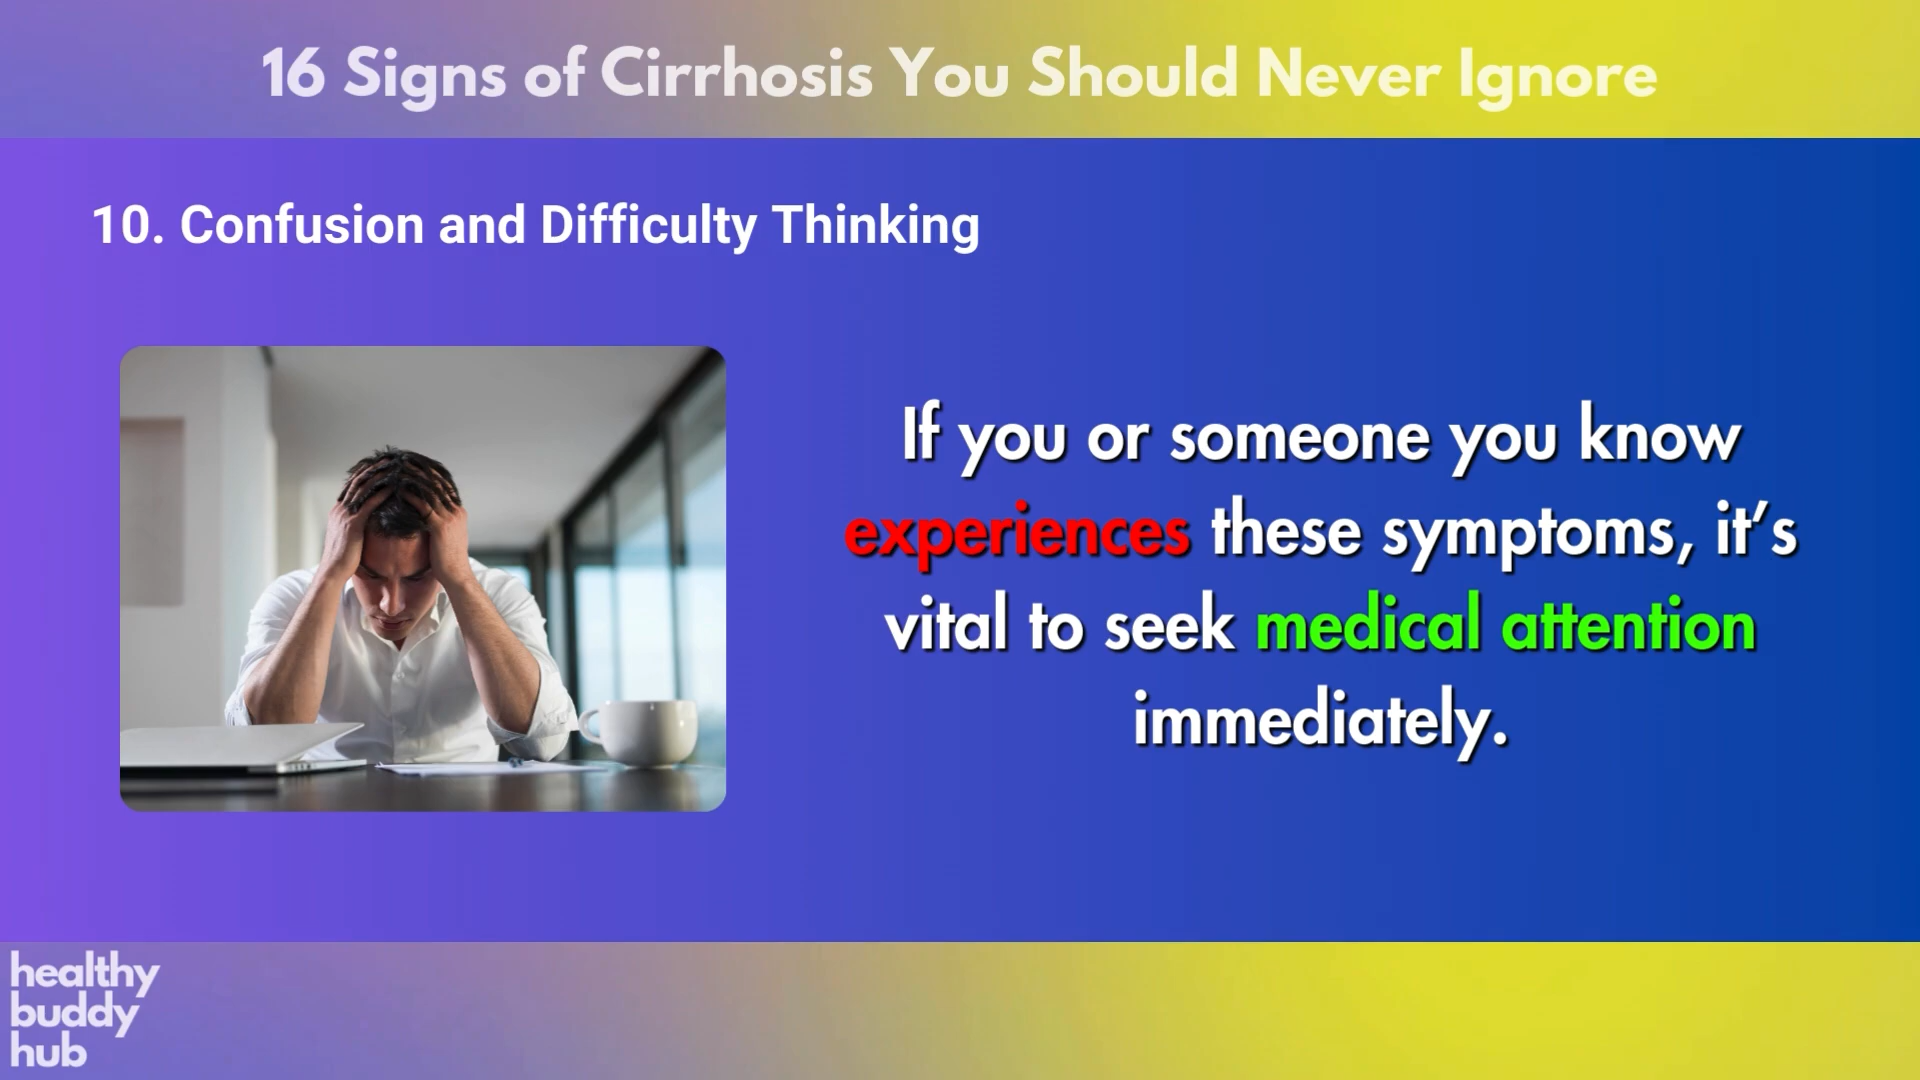 16 Signs of Cirrhosis You Should Never Ignore
10. Confusion and Difficulty Thinking
If you or someone you know
experiences these symptoms, it’s
vital to seek medical attention
immediately.
healthy
buddy
hub